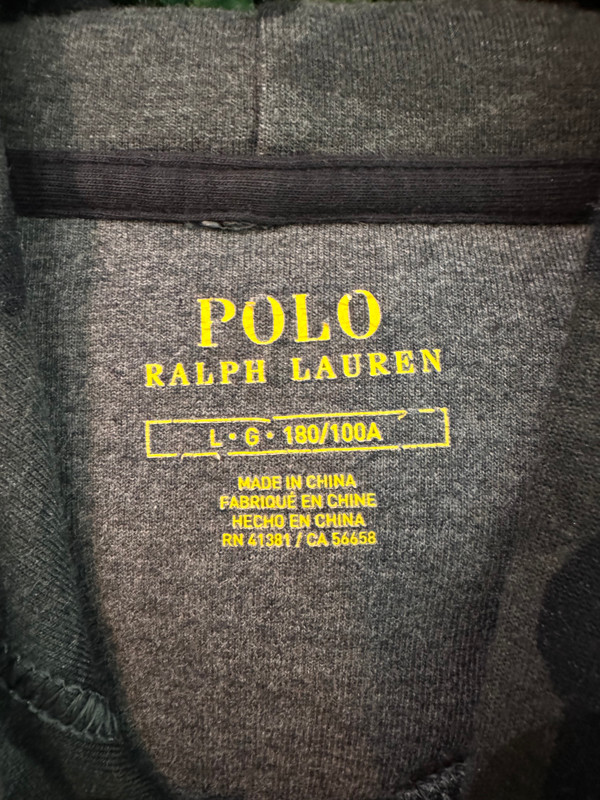 POLO
RALPH LAUREN
L • G • 180/100A
MADE IN CHINA
FABRIQUÉ EN CHINE
HECHO EN CHINA
RN 41381 / CA 56658